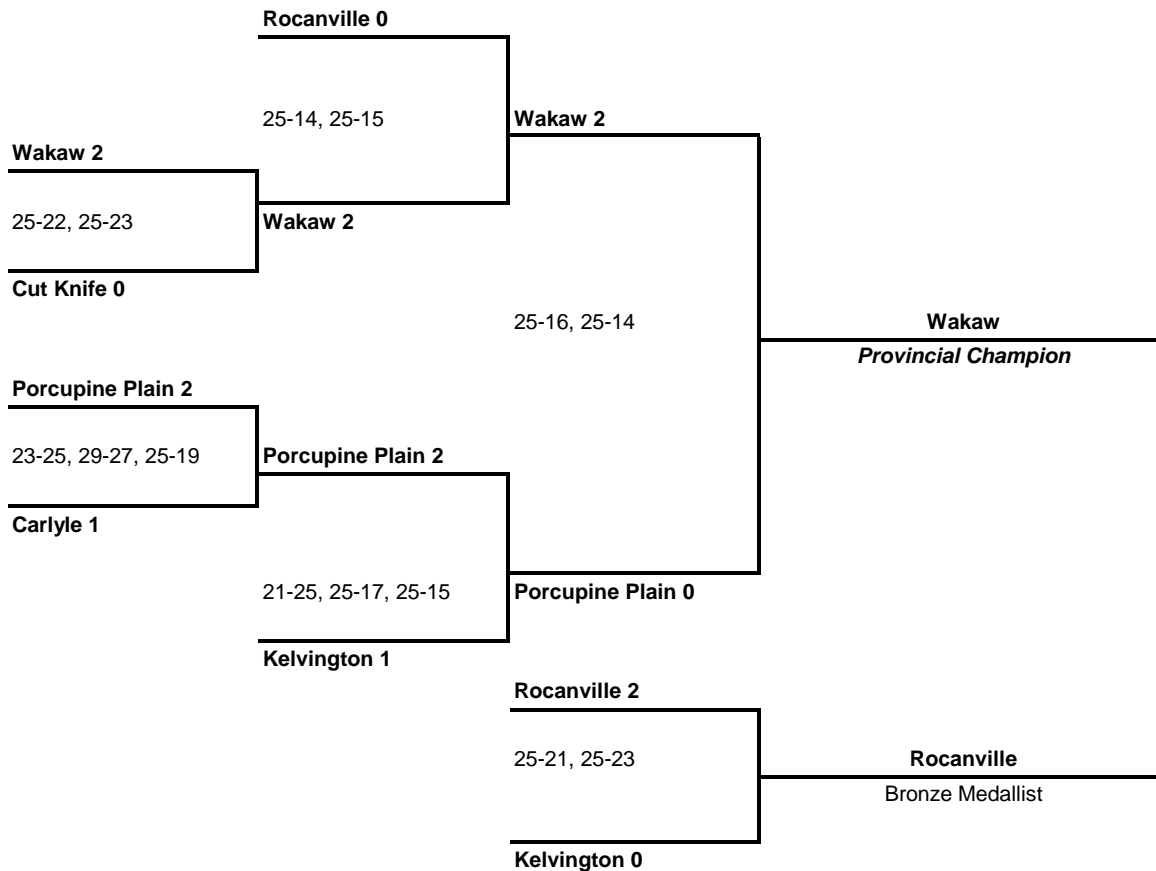 Rocanville 0
25-14, 25-15
Wakaw 2
Wakaw 2
25-22, 25-23
Wakaw 2
Cut Knife 0
25-16, 25-14
Wakaw
Provincial Champion
Porcupine Plain 2
23-25, 29-27, 25-19
Porcupine Plain 2
Carlyle 1
21-25, 25-17, 25-15
Porcupine Plain 0
Kelvington 1
Rocanville 2
25-21, 25-23
Rocanville
Bronze Medallist
Kelvington 0